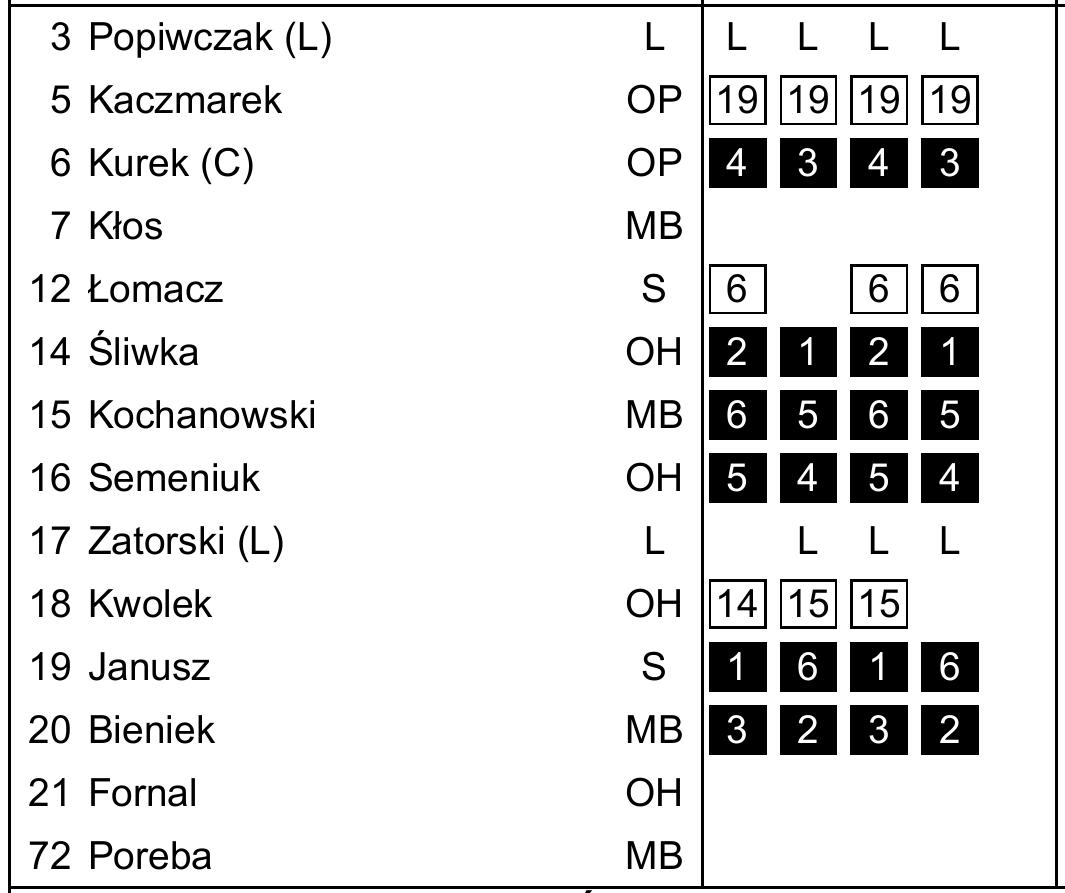 3 Popiwczak (L) L L L L L
5 Kaczmarek OP 19 19 19 19
6 Kurek (C) OP 4 3 4 3
7 Kłos MB
12 Łomacz S 6 6 6
14 Śliwka OH 2 1 2 1
15 Kochanowski MB 6 5 6 5
16 Semeniuk OH 5 4 5 4
17 Zatorski (L) L L L L
18 Kwolek OH 14 15 15
19 Janusz S 1 6 1 6
20 Bieniek MB 3 2 3 2
21 Fornal OH
72 Poreba MB